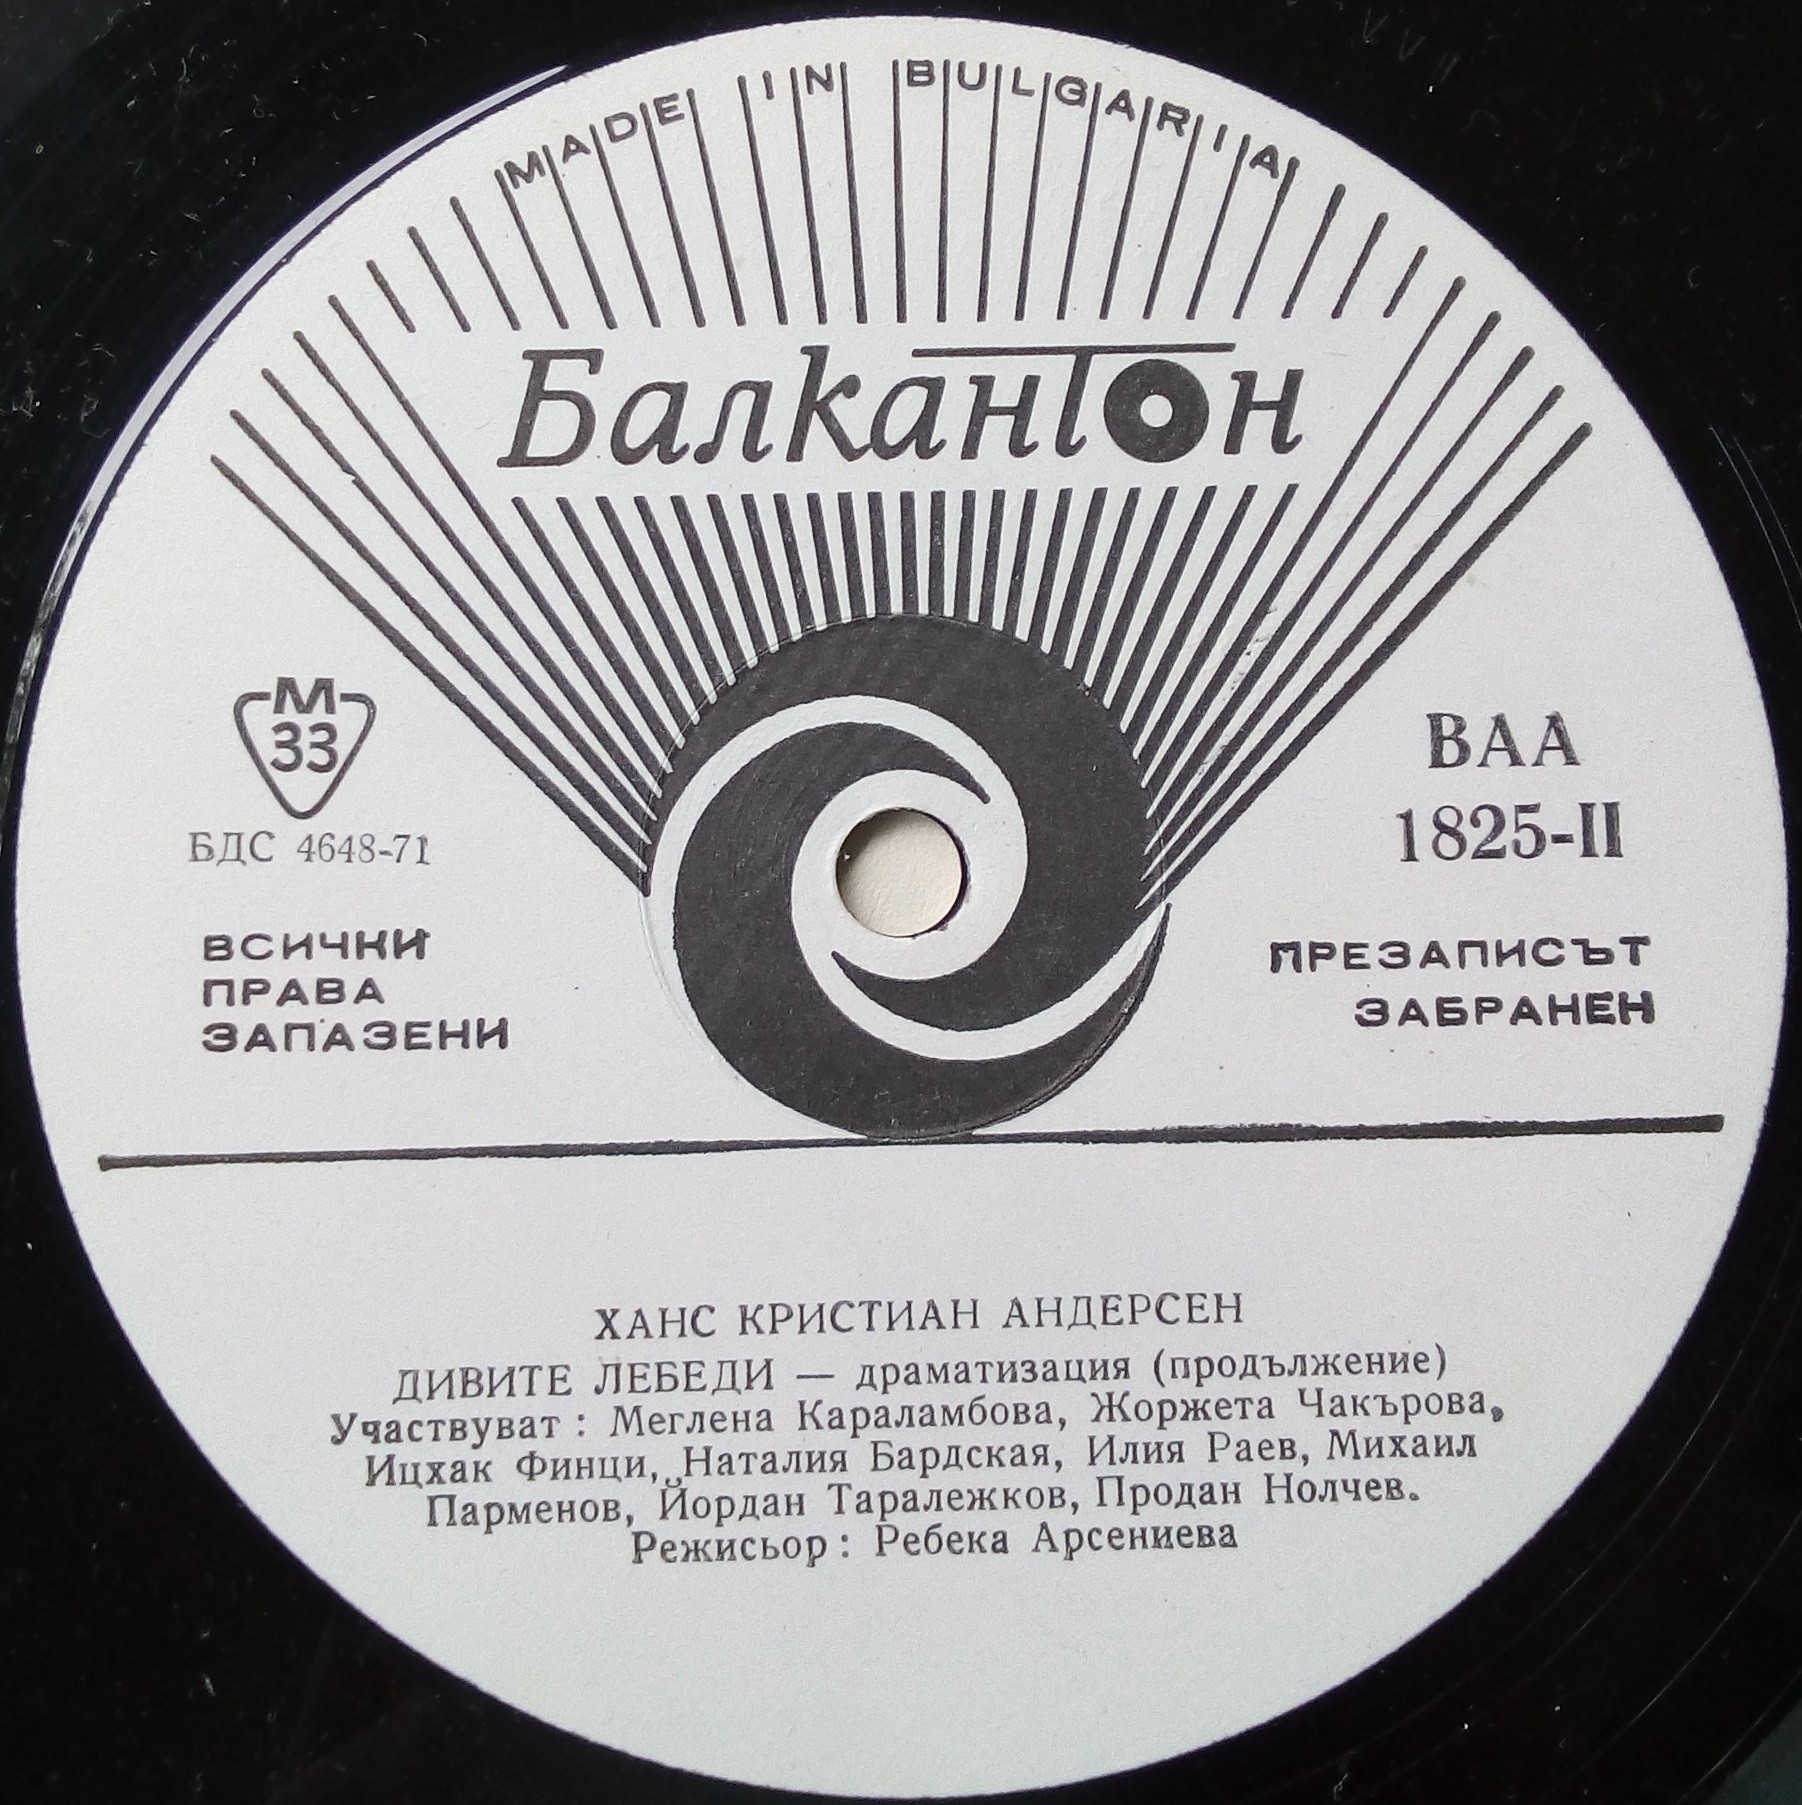 MADE IN BULGARIA
Балкантон
М
33
БДС 4648-71
ВАА
1825-II
ВСИЧКИ
ПРАВА
ЗАПАЗЕНИ
ПРЕЗАПИСЪТ
ЗАБРАНЕН
ХАНС КРИСТИАН АНДЕРСЕН
ДИВИТЕ ЛЕБЕДИ — драматизация (продължение)
Участвуват: Меглена Караламбова, Жоржета Чакърова,
Ицхак Финци, Наталия Бардская, Илия Раев, Михаил
Парменов, Йордан Таралежков, Продан Нолчев.
Режисьор: Ребека Арсениева